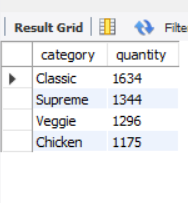 Result Grid Filte
category quantity
Classic 1634
Supreme 1344
Veggie 1296
Chicken 1175